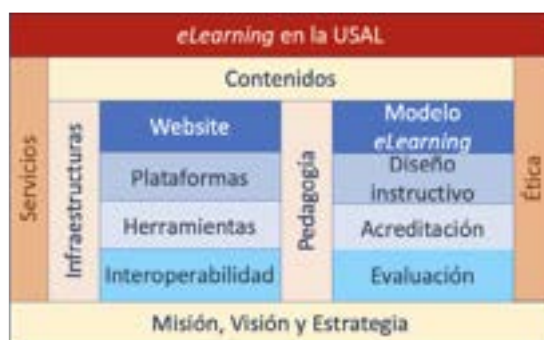 eLearning en la USAL
Servicios
Contenidos
Infraestructuras
Website
Plataformas
Herramientas
Interoperabilidad
Pedagogía
Modelo
eLearning
Diseño
instructivo
Acreditación
Evaluación
Ética
Misión, Visión y Estrategia